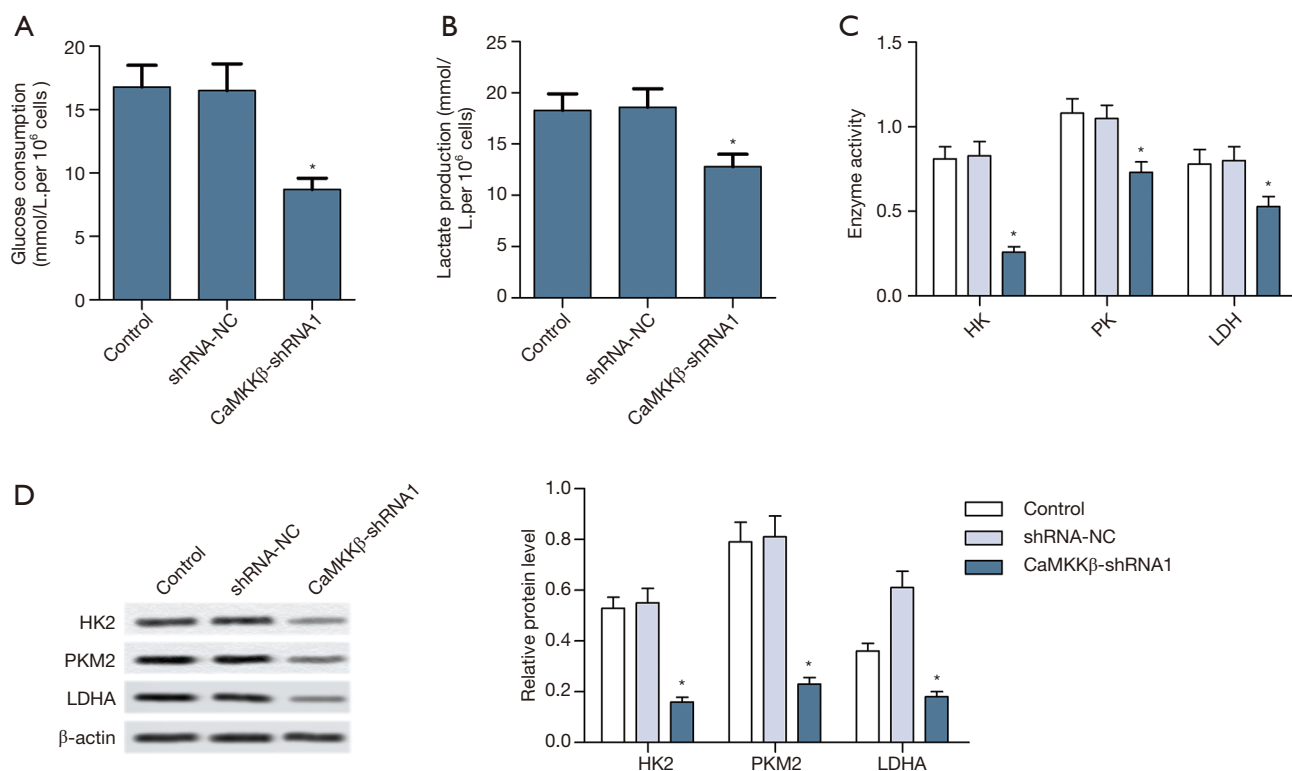 A
Glucose consumption
(mmol/L.per 10⁶ cells )
20
15
10
5
0
*
Control
shRNA-NC
CaMKKβ-shRNA1
B
Lactate production (mmol/
L.per 10⁶ cells)
25
20
15
10
5
0
*
Control
shRNA-NC
CaMKKβ-shRNA1
C
Enzyme activity
1.5
1.0
0.5
0.0
*
*
*
HK
PK
LDH
D
Control
shRNA-NC
CaMKKβ-shRNA1
HK2
PKM2
LDHA
β-actin
Relative protein level
1.0
0.8
0.6
0.4
0.2
0.0
*
*
*
HK2
PKM2
LDHA
Control
shRNA-NC
CaMKKβ-shRNA1